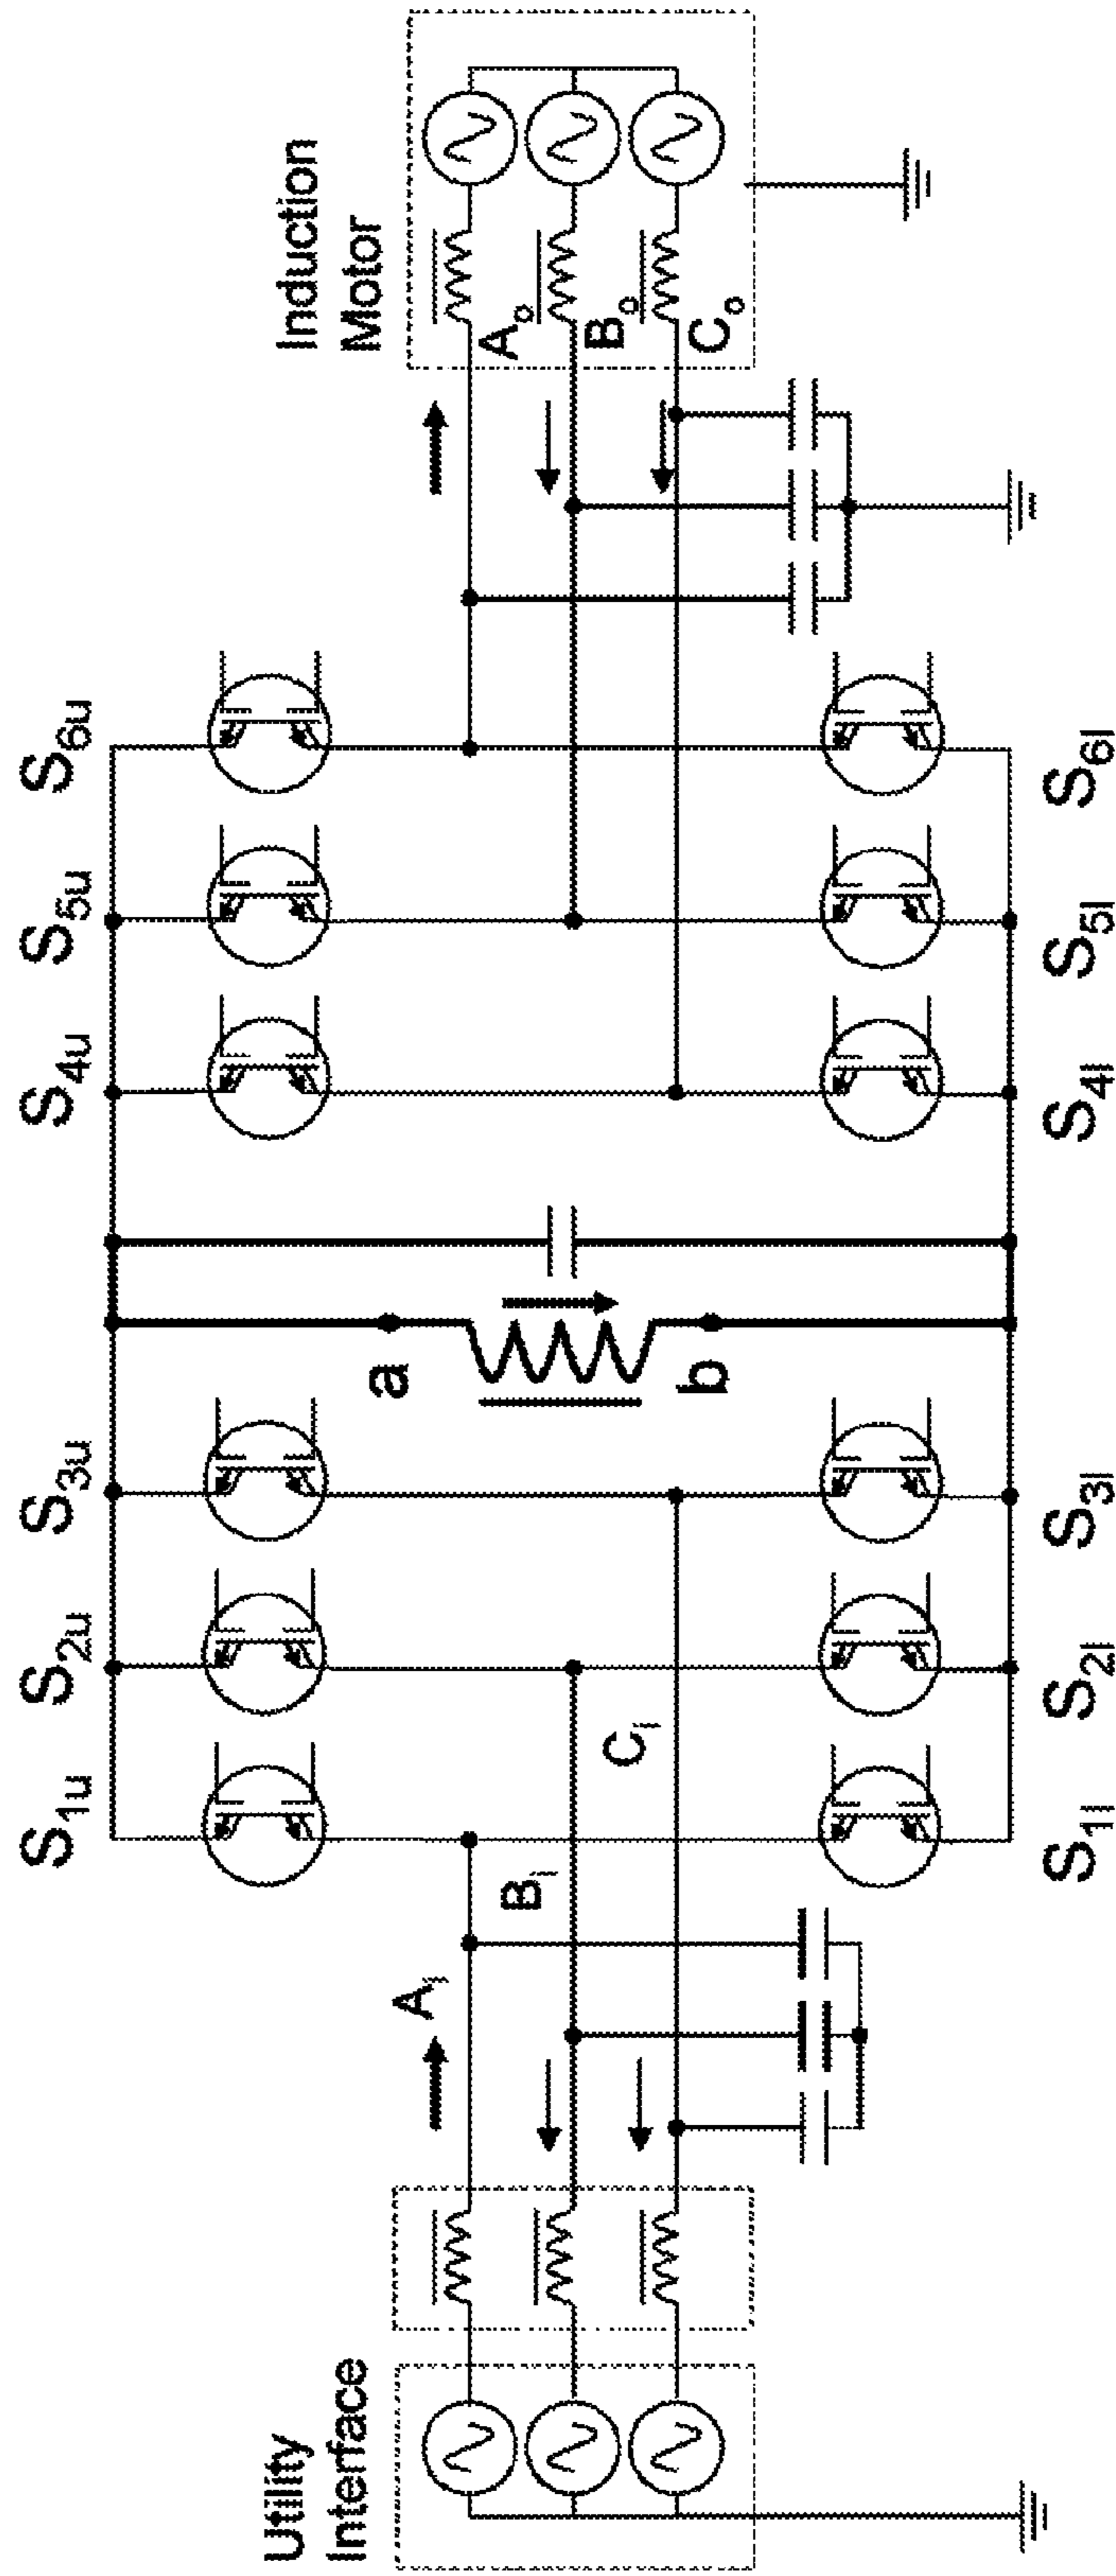 Utility
Interface
Induction
Motor
S1u
S2u
S3u
S4u
S5u
S6u
Ai
Bi
Ci
a
b
Ao
Bo
Co
S1l
S2l
S3l
S4l
S5l
S6l